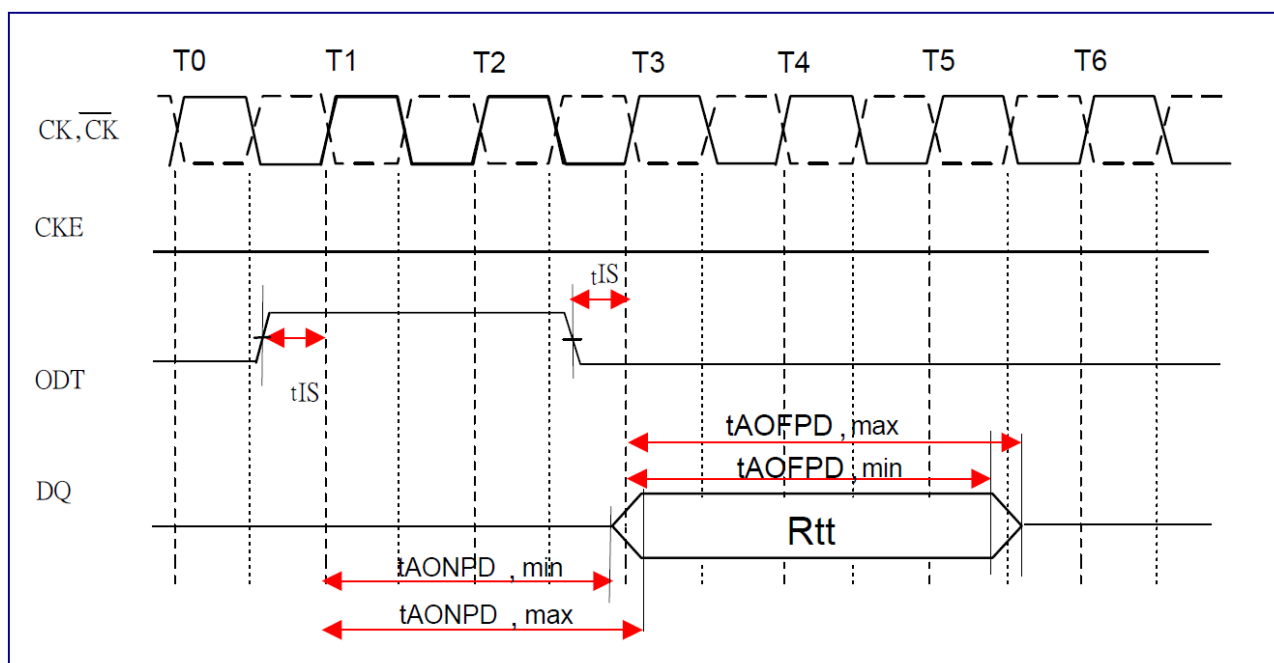 T0 T1 T2 T3 T4 T5 T6
CK, C̅K̅
CKE
tIS
ODT
tIS
tAOFPD , max
tAOFPD , min
DQ
Rtt
tAONPD , min
tAONPD , max